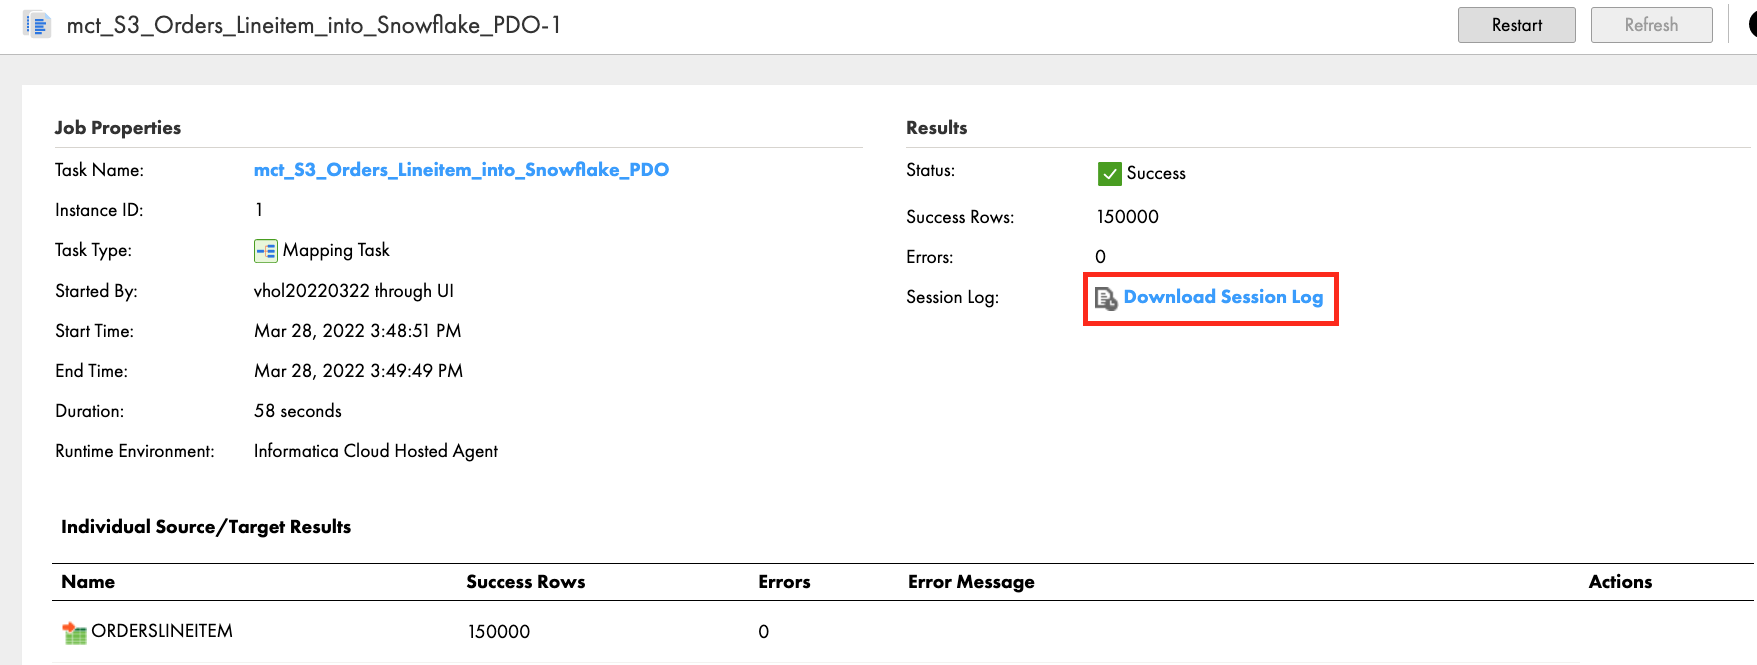 mct_S3_Orders_Lineitem_into_Snowflake_PDO-1
Restart
Refresh
Job Properties
Task Name: mct_S3_Orders_Lineitem_into_Snowflake_PDO
Instance ID: 1
Task Type: Mapping Task
Started By: vhol20220322 through UI
Start Time: Mar 28, 2022 3:48:51 PM
End Time: Mar 28, 2022 3:49:49 PM
Duration: 58 seconds
Runtime Environment: Informatica Cloud Hosted Agent
Results
Status: Success
Success Rows: 150000
Errors: 0
Session Log: Download Session Log
Individual Source/Target Results
Name Success Rows Errors Error Message Actions
ORDERSLINEITEM 150000 0